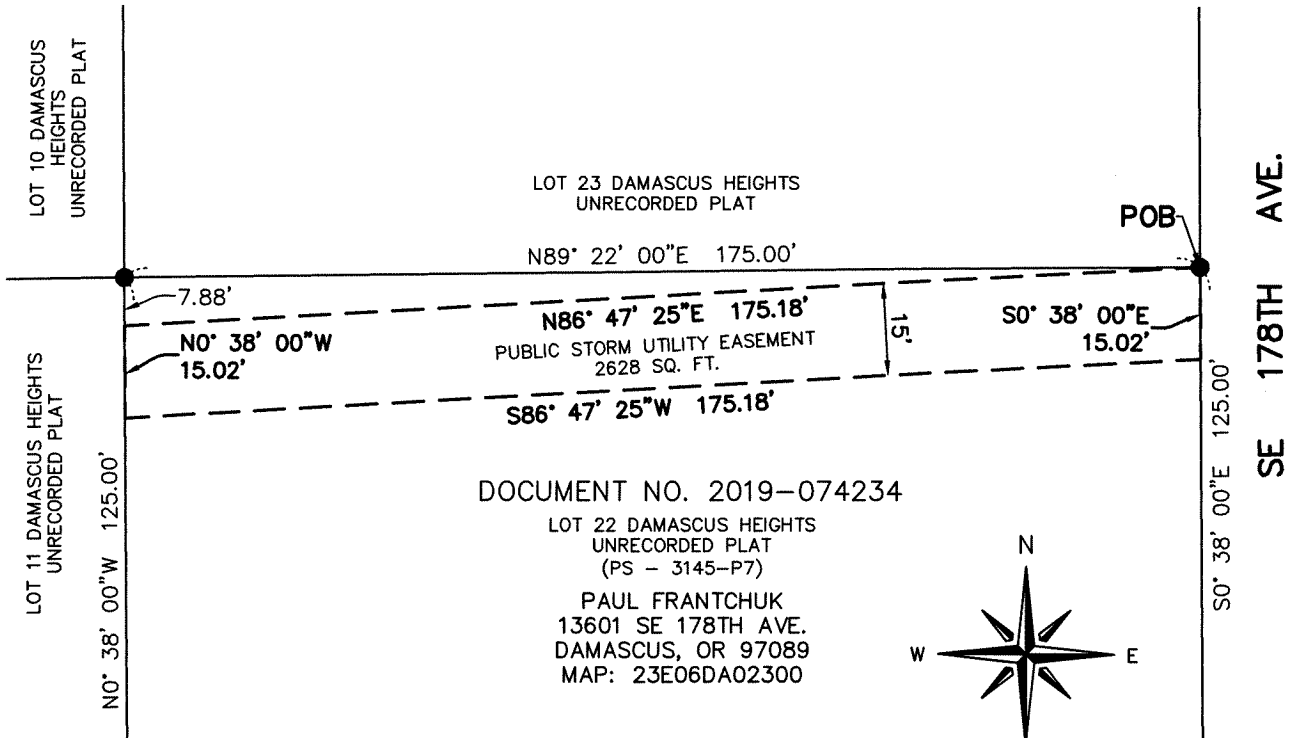 LOT 10 DAMASCUS
HEIGHTS
UNRECORDED PLAT
LOT 23 DAMASCUS HEIGHTS
UNRECORDED PLAT
POB
SE 178TH AVE.
N89° 22' 00"E 175.00'
7.88'
N86° 47' 25"E 175.18'
15'
S0° 38' 00"E
15.02'
N0° 38' 00"W
15.02'
PUBLIC STORM UTILITY EASEMENT
2628 SQ. FT.
S86° 47' 25"W 175.18'
LOT 11 DAMASCUS HEIGHTS
UNRECORDED PLAT
N0° 38' 00"W 125.00'
S0° 38' 00"E 125.00'
DOCUMENT NO. 2019-074234
LOT 22 DAMASCUS HEIGHTS
UNRECORDED PLAT
(PS - 3145-P7)
PAUL FRANTCHUK
13601 SE 178TH AVE.
DAMASCUS, OR 97089
MAP: 23E06DA02300
N
W
E